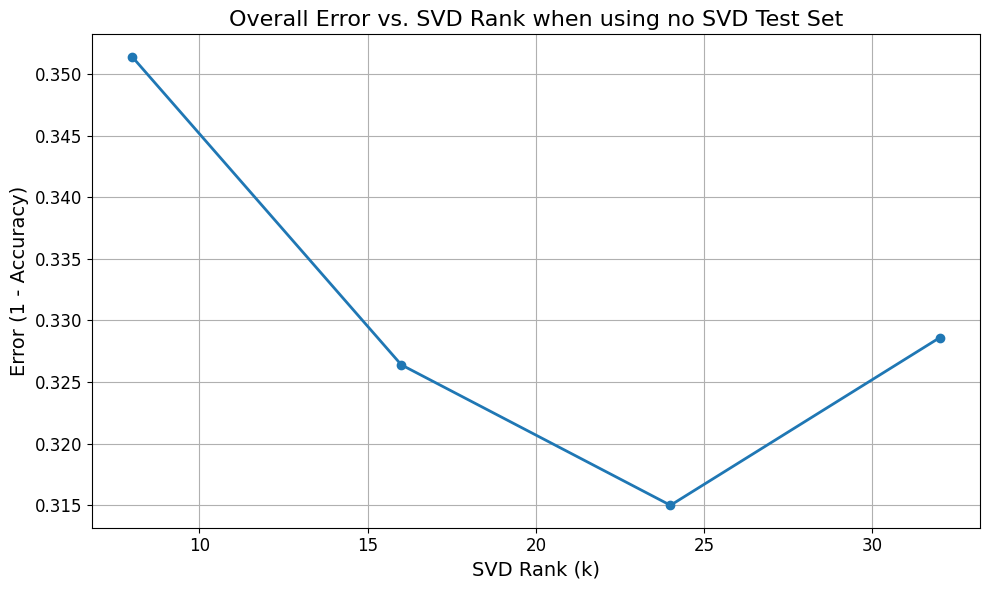 Overall Error vs. SVD Rank when using no SVD Test Set
Error (1 - Accuracy)
0.350
0.345
0.340
0.335
0.330
0.325
0.320
0.315
10 15 20 25 30
SVD Rank (k)